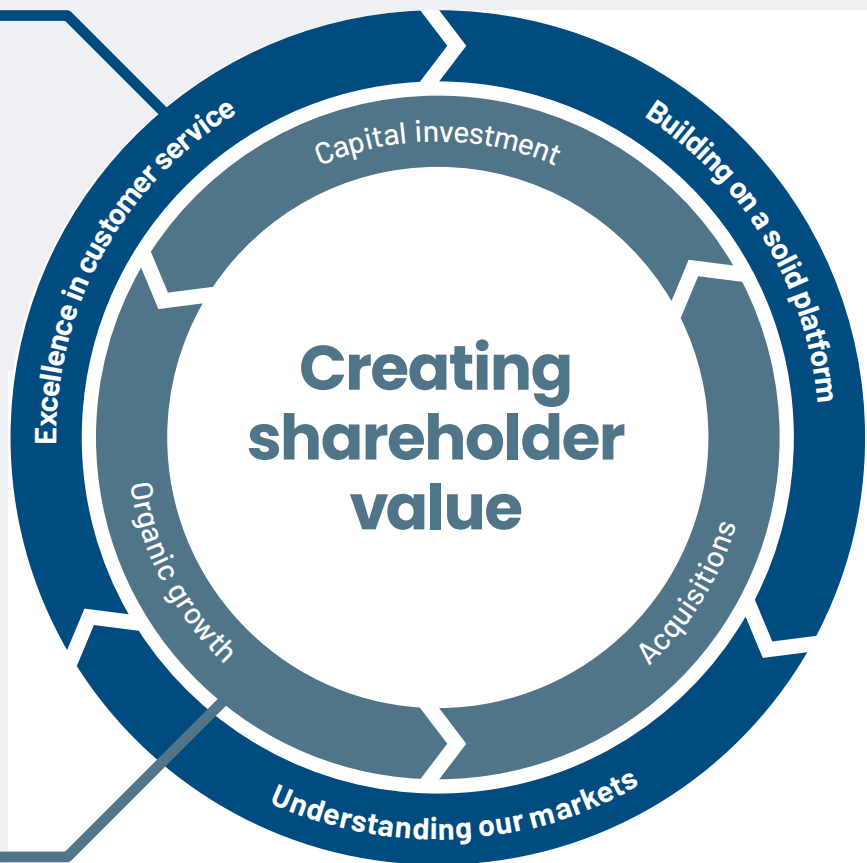 Excellence in customer service
Building on a solid platform
Understanding our markets
Capital investment
Acquisitions
Organic growth
Creating
shareholder
value